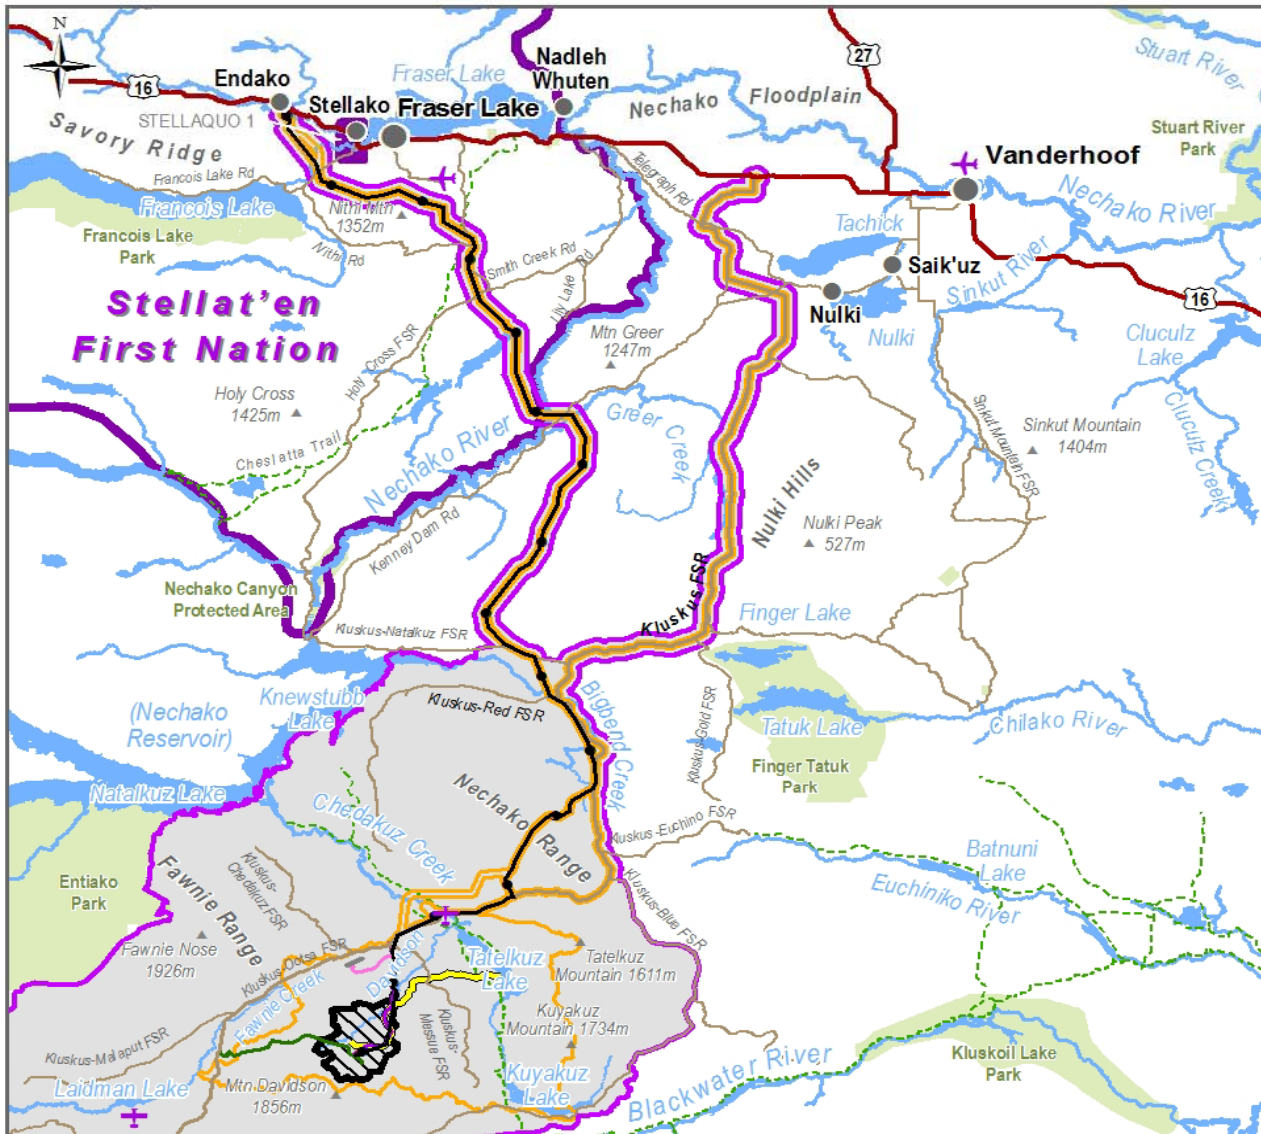 N
27
Stuart River
Nadleh
Whuten
Endako
16
Fraser Lake
Stellako
Fraser Lake
Nechako Floodplain
STELLAQUO 1
Savory Ridge
Stuart River
Park
Vanderhoof
Telegraph Rd
Francois Lake Rd
Francois Lake
Nithi Mtn
1352m
Nechako River
Francois Lake
Park
Nithi Rd
Tachick
Smith Creek Rd
Saik'uz
Sinkut River
Lily Lake Rd
Stellat'en
First Nation
Nulki
16
Mtn Greer
1247m
Nulki
Cluculz
Lake
Holy Cross FSR
Holy Cross
1425m
Greer
Creek
Cluculz Creek
Sinkut Mountain
1404m
Sinkut Mountain FSR
Cheslatta Trail
Nechako River
Nulki Hills
Kenney Dam Rd
Nulki Peak
527m
Nechako Canyon
Protected Area
Kluskus FSR
Finger Lake
Kluskus-Natalkuz FSR
Knewstubb
Lake
Kluskus-Red FSR
Bigbend Creek
Kluskus-Gold FSR
(Nechako
Reservoir)
Tatuk Lake
Chilako River
Finger Tatuk
Park
Natalkuz Lake
Chedakuz Creek
Nechako Range
Kluskus-Euchino FSR
Batnuni
Lake
Kluskus-
Chedakuz FSR
Fawnie Range
Entiako
Park
Euchiniko River
Kluskus-Blue FSR
Fawnie Nose
1926m
Kluskus-Ootsa FSR
Davidson
Tatelkuz
Lake
Tatelkuz
Mountain 1611m
Fawnie Creek
Kuyakuz
Mountain 1734m
Kluskus-
Messue FSR
Kluskus-Malaput FSR
Kluskoil Lake
Park
Laidman Lake
Mtn Davidson
1856m
Kuyakuz
Lake
Blackwater River